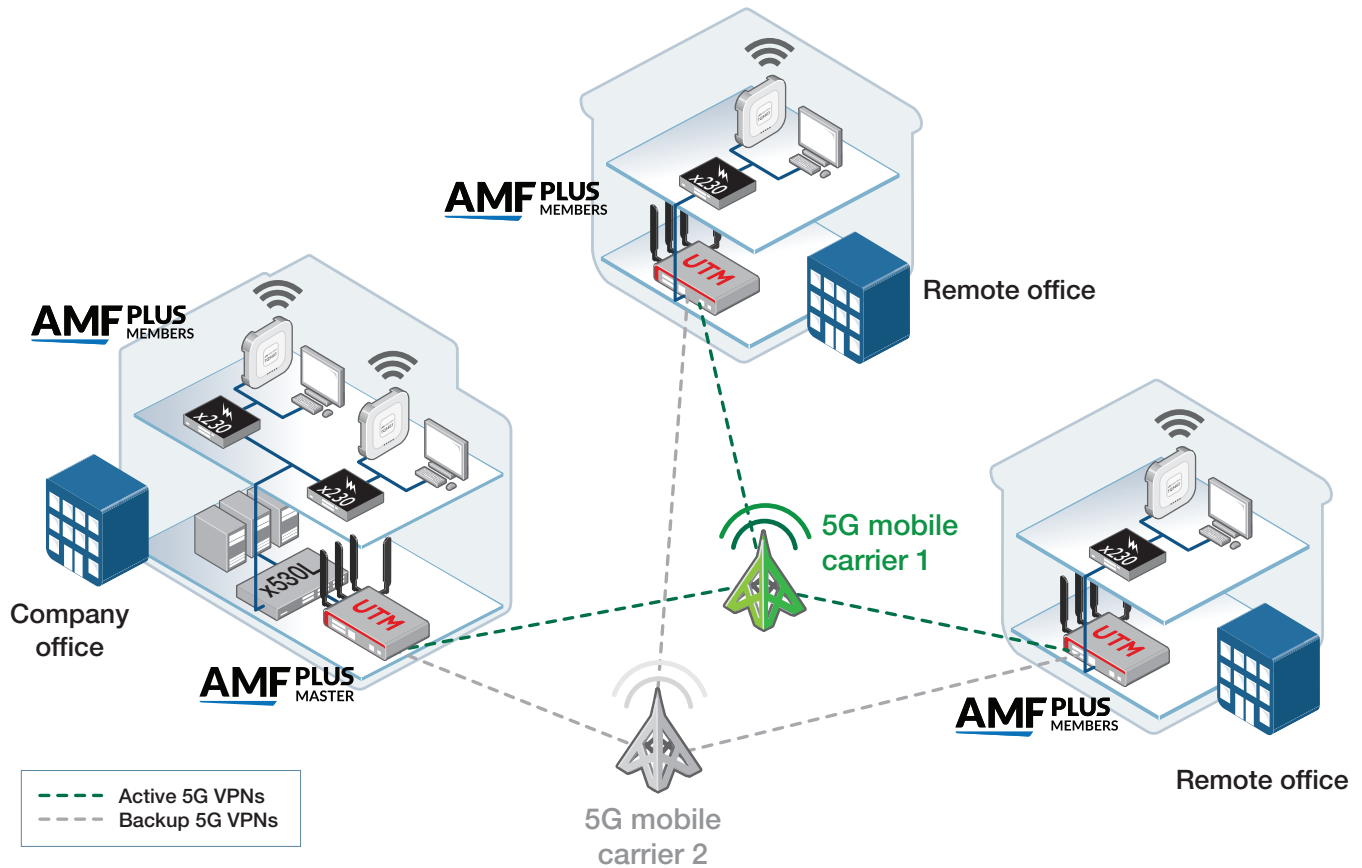 AMF PLUS
MEMBERS
x230
UTM
Remote office
AMF PLUS
MEMBERS
x230
x230
x530L
UTM
Company
office
AMF PLUS
MASTER
5G mobile
carrier 1
x230
UTM
AMF PLUS
MEMBERS
Remote office
5G mobile
carrier 2
Active 5G VPNs
Backup 5G VPNs